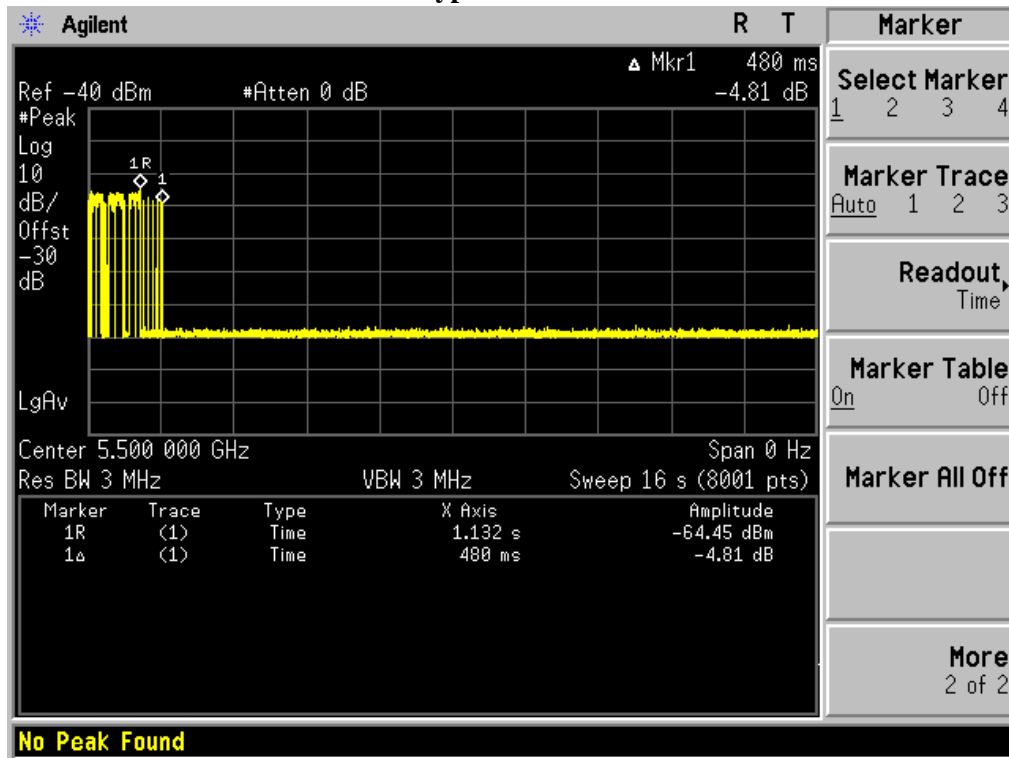 Agilent R T
Marker
▵ Mkr1 480 ms
Ref -40 dBm #Atten 0 dB -4.81 dB
#Peak
Log
10
dB/
Offst
-30
dB
1R
1
LgAv
Center 5.500 000 GHz Span 0 Hz
Res BW 3 MHz VBW 3 MHz Sweep 16 s (8001 pts)
Marker Trace Type X Axis Amplitude
1R (1) Time 1.132 s -64.45 dBm
1▵ (1) Time 480 ms -4.81 dB
Select Marker
1 2 3 4
Marker Trace
Auto 1 2 3
Readout
Time
Marker Table
On Off
Marker All Off
More
2 of 2
No Peak Found